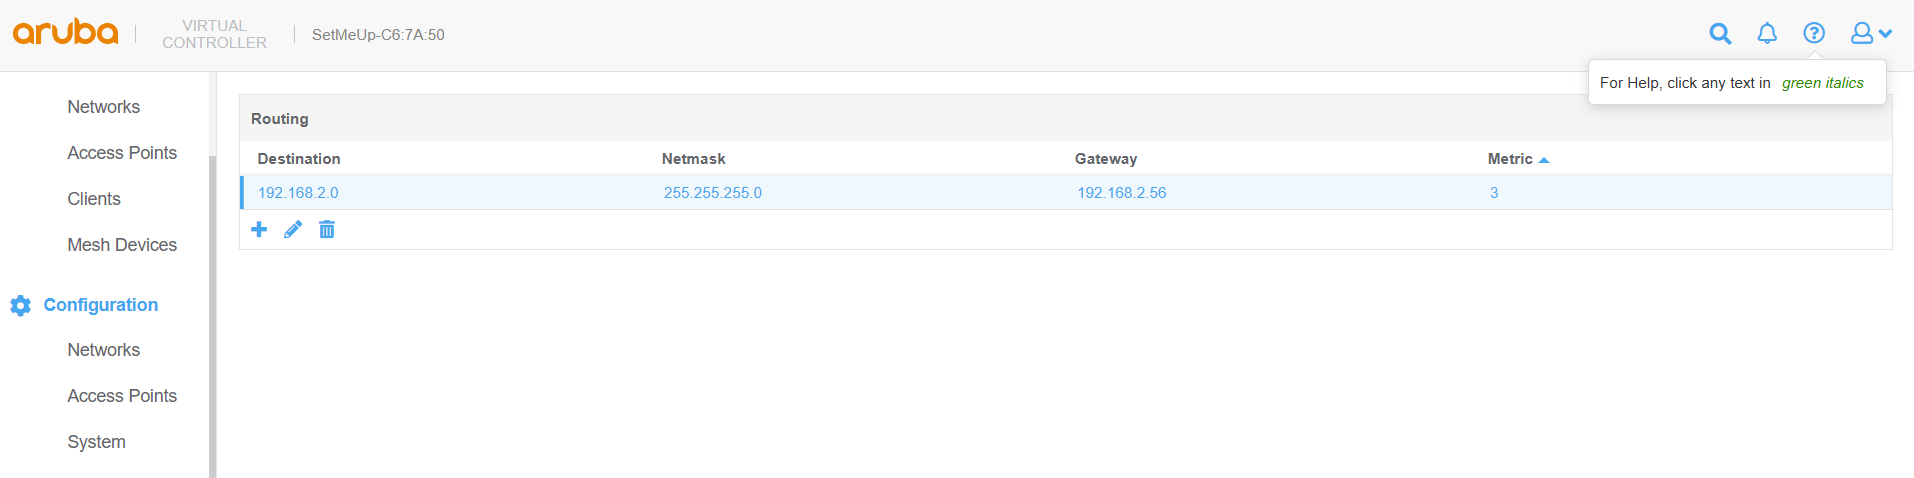 aruba
VIRTUAL
CONTROLLER
SetMeUp-C6:7A:50
For Help, click any text in green italics
Networks
Access Points
Clients
Mesh Devices
Configuration
Networks
Access Points
System
Routing
Destination Netmask Gateway Metric
192.168.2.0 255.255.255.0 192.168.2.56 3